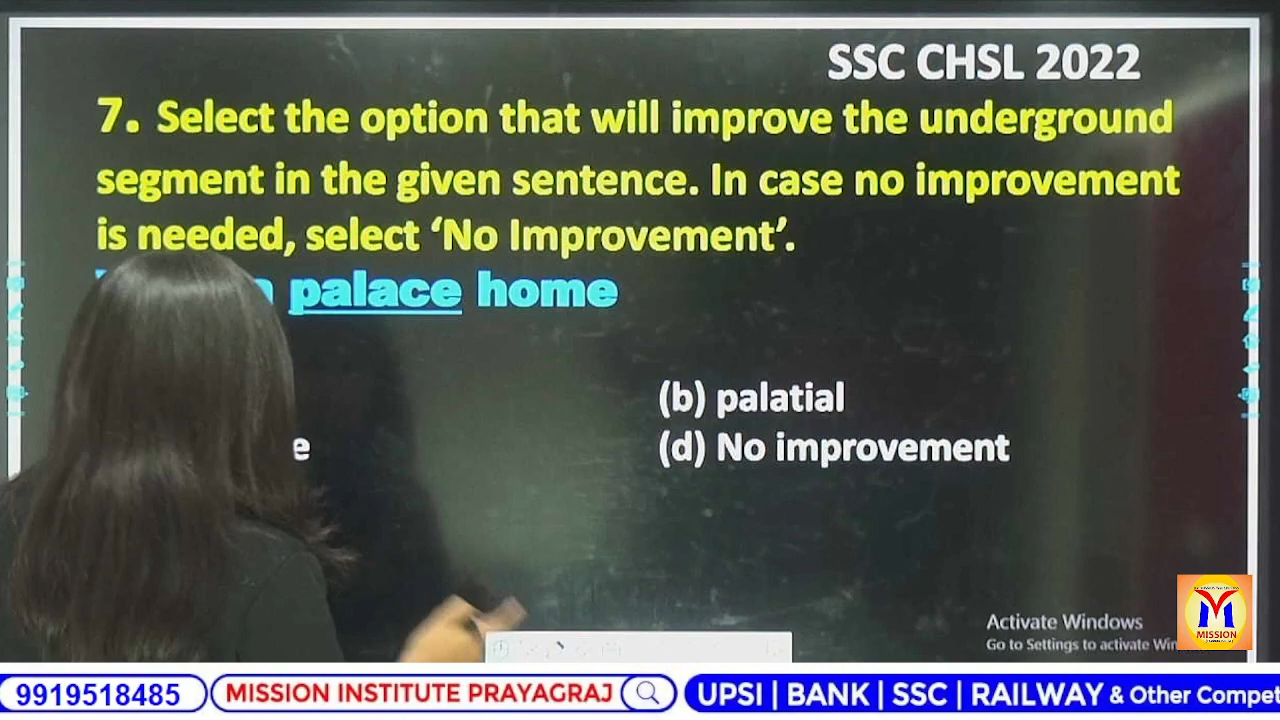 SSC CHSL 2022
7. Select the option that will improve the underground
segment in the given sentence. In case no improvement
is needed, select ‘No Improvement’.
palace home
(b) palatial
e
(d) No improvement
Activate Windows
Go to Settings to activate Win
M
MISSION
9919518485
MISSION INSTITUTE PRAYAGRAJ
UPSI | BANK | SSC | RAILWAY & Other Compet